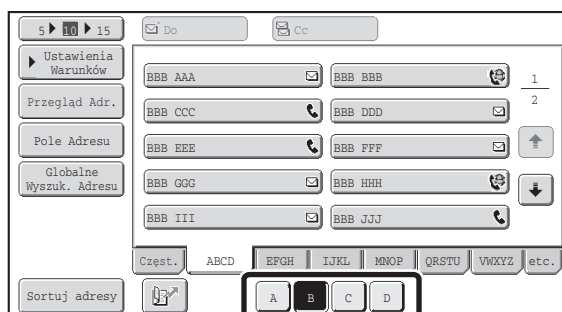 5 10 15
Do
Cc
Ustawienia
Warunków
Przegląd Adr.
Pole Adresu
Globalne
Wyszuk. Adresu
BBB AAA
BBB BBB
BBB CCC
BBB DDD
BBB EEE
BBB FFF
BBB GGG
BBB HHH
BBB III
BBB JJJ
1
2
Częst.
ABCD
EFGH
IJKL
MNOP
QRSTU
VWXYZ
etc.
Sortuj adresy
A
B
C
D